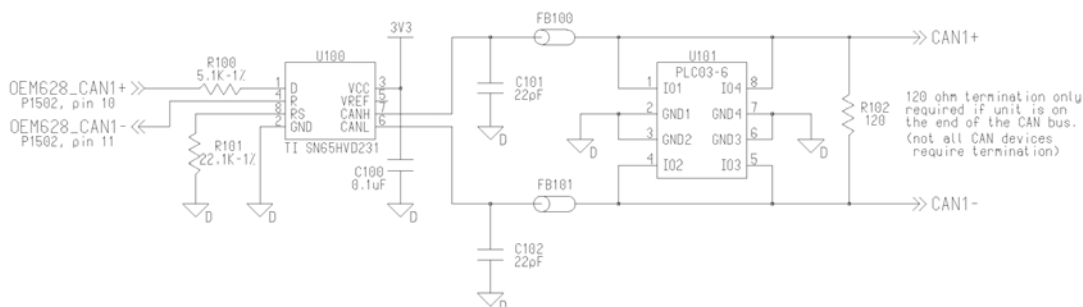 FB100
3V3
CAN1+
R100
5.1K-1%
U100
U101
PLC03-6
OEM628_CAN1+
P1502, pin 10
OEM628_CAN1-
P1502, pin 11
1 D VCC 3
4 R VREF 5
8 RS CANH 7
2 GND CANL 6
TI SN65HVD231
C101
22pF
1 IO1 IO4 8
2 GND1 GND4 7
3 GND2 GND3 6
4 IO2 IO3 5
R102
120
120 ohm termination only
required if unit is on
the end of the CAN bus.
(not all CAN devices
require termination)
R101
22.1K-1%
C100
0.1uF
D
D
D
D
D
D
D
FB101
CAN1-
C102
22pF